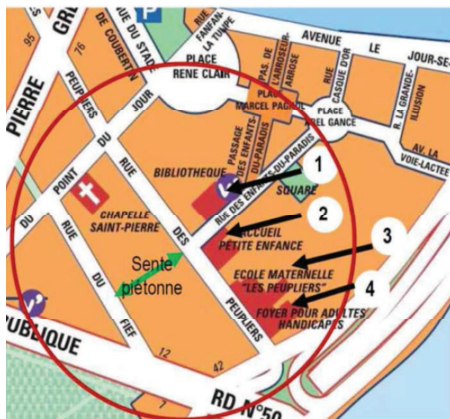 95
76
GRE
PIERRE
DE COUBERTIN
RUE DU STADE
P
RUE
FANFAN-
LA TULIPE
PLACE
RENE CLAIR
AVENUE LE JOUR-SE-
PAS. DE
L'ARROSEUR-
ARROSE
RUE
CASQUE D'OR
PLACE
MARCEL PAGNOL
PLACE
ABEL GANCE
R. LA GRANDE-
ILLUSION
AV. LA
VOIE-LACTEE
PEUPLIERS
DU POINT DU JOUR
PASSAGE
DES ENFANTS-
DU-PARADIS
BIBLIOTHEQUE
1
RUE DES ENFANTS-DU-PARADIS
SQUARE
2
CHAPELLE
SAINT-PIERRE
RUE DES PEUPLIERS
ACCUEIL
PETITE ENFANCE
3
Sente
piétonne
ECOLE MATERNELLE
"LES PEUPLIERS"
4
FOYER POUR ADULTES
HANDICAPES
RUE DU FIEF
PUBLIQUE
12
42
7
RD N°50